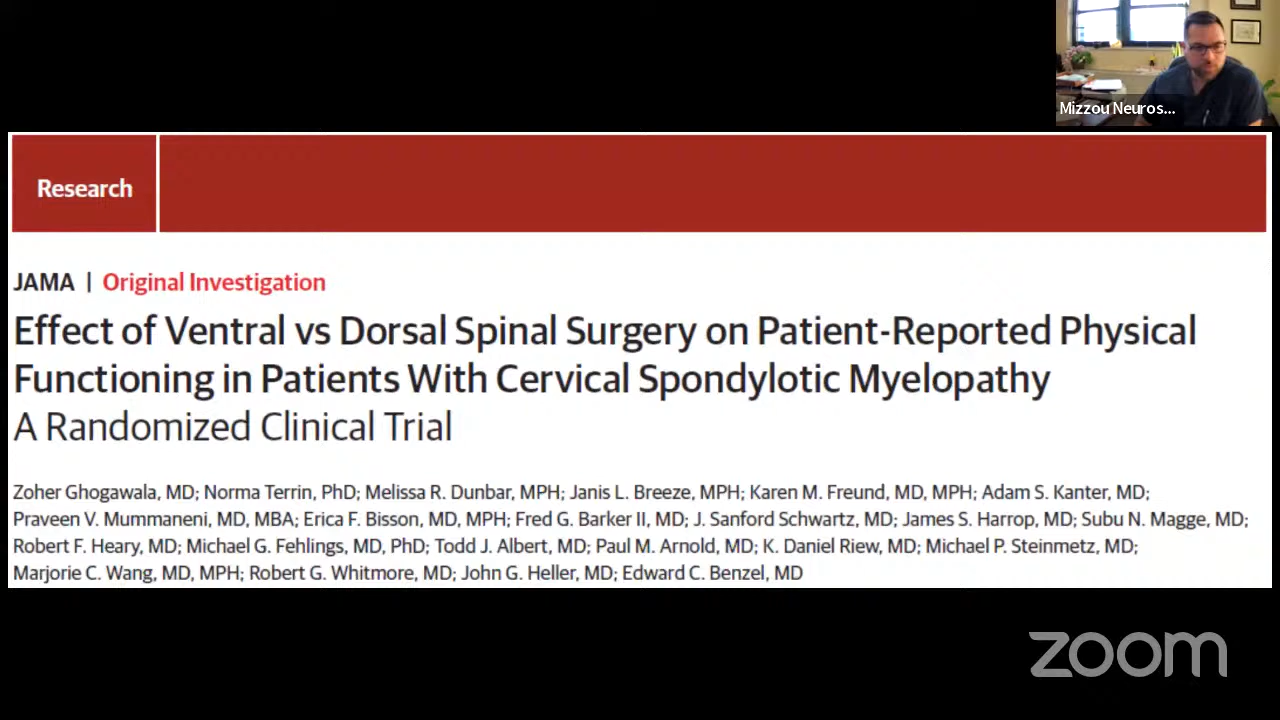 Mizzou Neuros...
Research
JAMA | Original Investigation
Effect of Ventral vs Dorsal Spinal Surgery on Patient-Reported Physical
Functioning in Patients With Cervical Spondylotic Myelopathy
A Randomized Clinical Trial
Zoher Ghogawala, MD; Norma Terrin, PhD; Melissa R. Dunbar, MPH; Janis L. Breeze, MPH; Karen M. Freund, MD, MPH; Adam S. Kanter, MD;
Praveen V. Mummaneni, MD, MBA; Erica F. Bisson, MD, MPH; Fred G. Barker II, MD; J. Sanford Schwartz, MD; James S. Harrop, MD; Subu N. Magge, MD;
Robert F. Heary, MD; Michael G. Fehlings, MD, PhD; Todd J. Albert, MD; Paul M. Arnold, MD; K. Daniel Riew, MD; Michael P. Steinmetz, MD;
Marjorie C. Wang, MD, MPH; Robert G. Whitmore, MD; John G. Heller, MD; Edward C. Benzel, MD
zoom